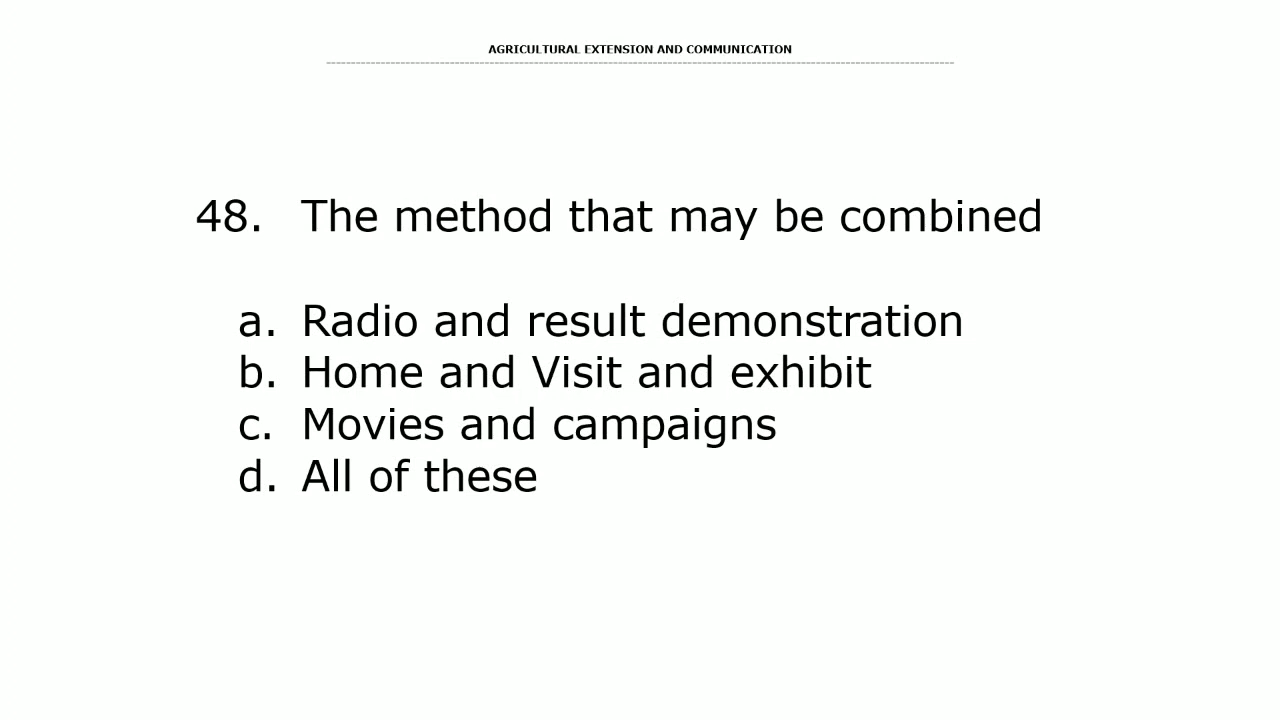 AGRICULTURAL EXTENSION AND COMMUNICATION
48. The method that may be combined
a. Radio and result demonstration
b. Home and Visit and exhibit
c. Movies and campaigns
d. All of these